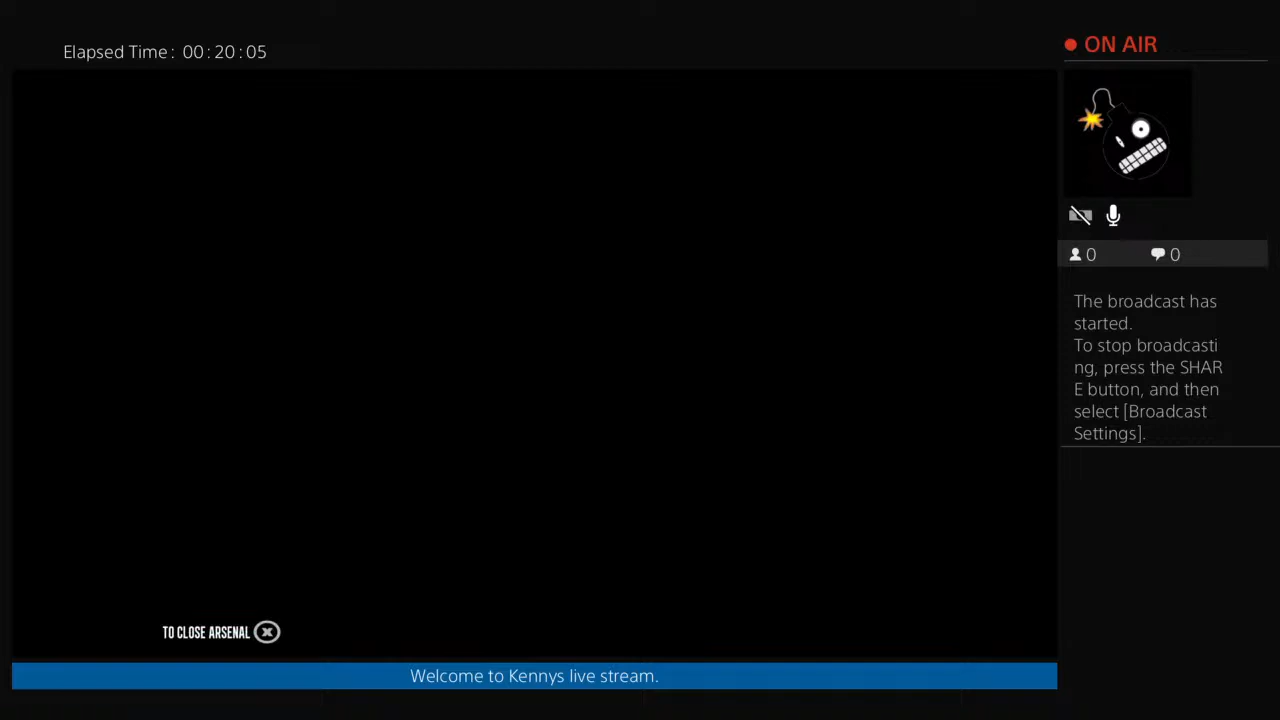 Elapsed Time: 00:20:05
ON AIR
0 0
The broadcast has
started.
To stop broadcasti
ng, press the SHAR
E button, and then
select [Broadcast
Settings].
TO CLOSE ARSENAL X
Welcome to Kennys live stream.